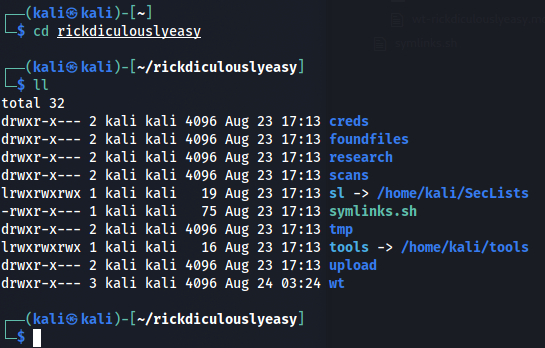 ┌──(kali㉿kali)-[~]
└─$ cd rickdiculouslyeasy
┌──(kali㉿kali)-[~/rickdiculouslyeasy]
└─$ ll
total 32
drwxr-x--- 2 kali kali 4096 Aug 23 17:13 creds
drwxr-x--- 2 kali kali 4096 Aug 23 17:13 foundfiles
drwxr-x--- 2 kali kali 4096 Aug 23 17:13 research
drwxr-x--- 2 kali kali 4096 Aug 23 17:13 scans
lrwxrwxrwx 1 kali kali   19 Aug 23 17:13 sl -> /home/kali/SecLists
-rwxr-x--- 1 kali kali   75 Aug 23 17:13 symlinks.sh
drwxr-x--- 2 kali kali 4096 Aug 23 17:13 tmp
lrwxrwxrwx 1 kali kali   16 Aug 23 17:13 tools -> /home/kali/tools
drwxr-x--- 2 kali kali 4096 Aug 23 17:13 upload
drwxr-x--- 3 kali kali 4096 Aug 24 03:24 wt
┌──(kali㉿kali)-[~/rickdiculouslyeasy]
└─$